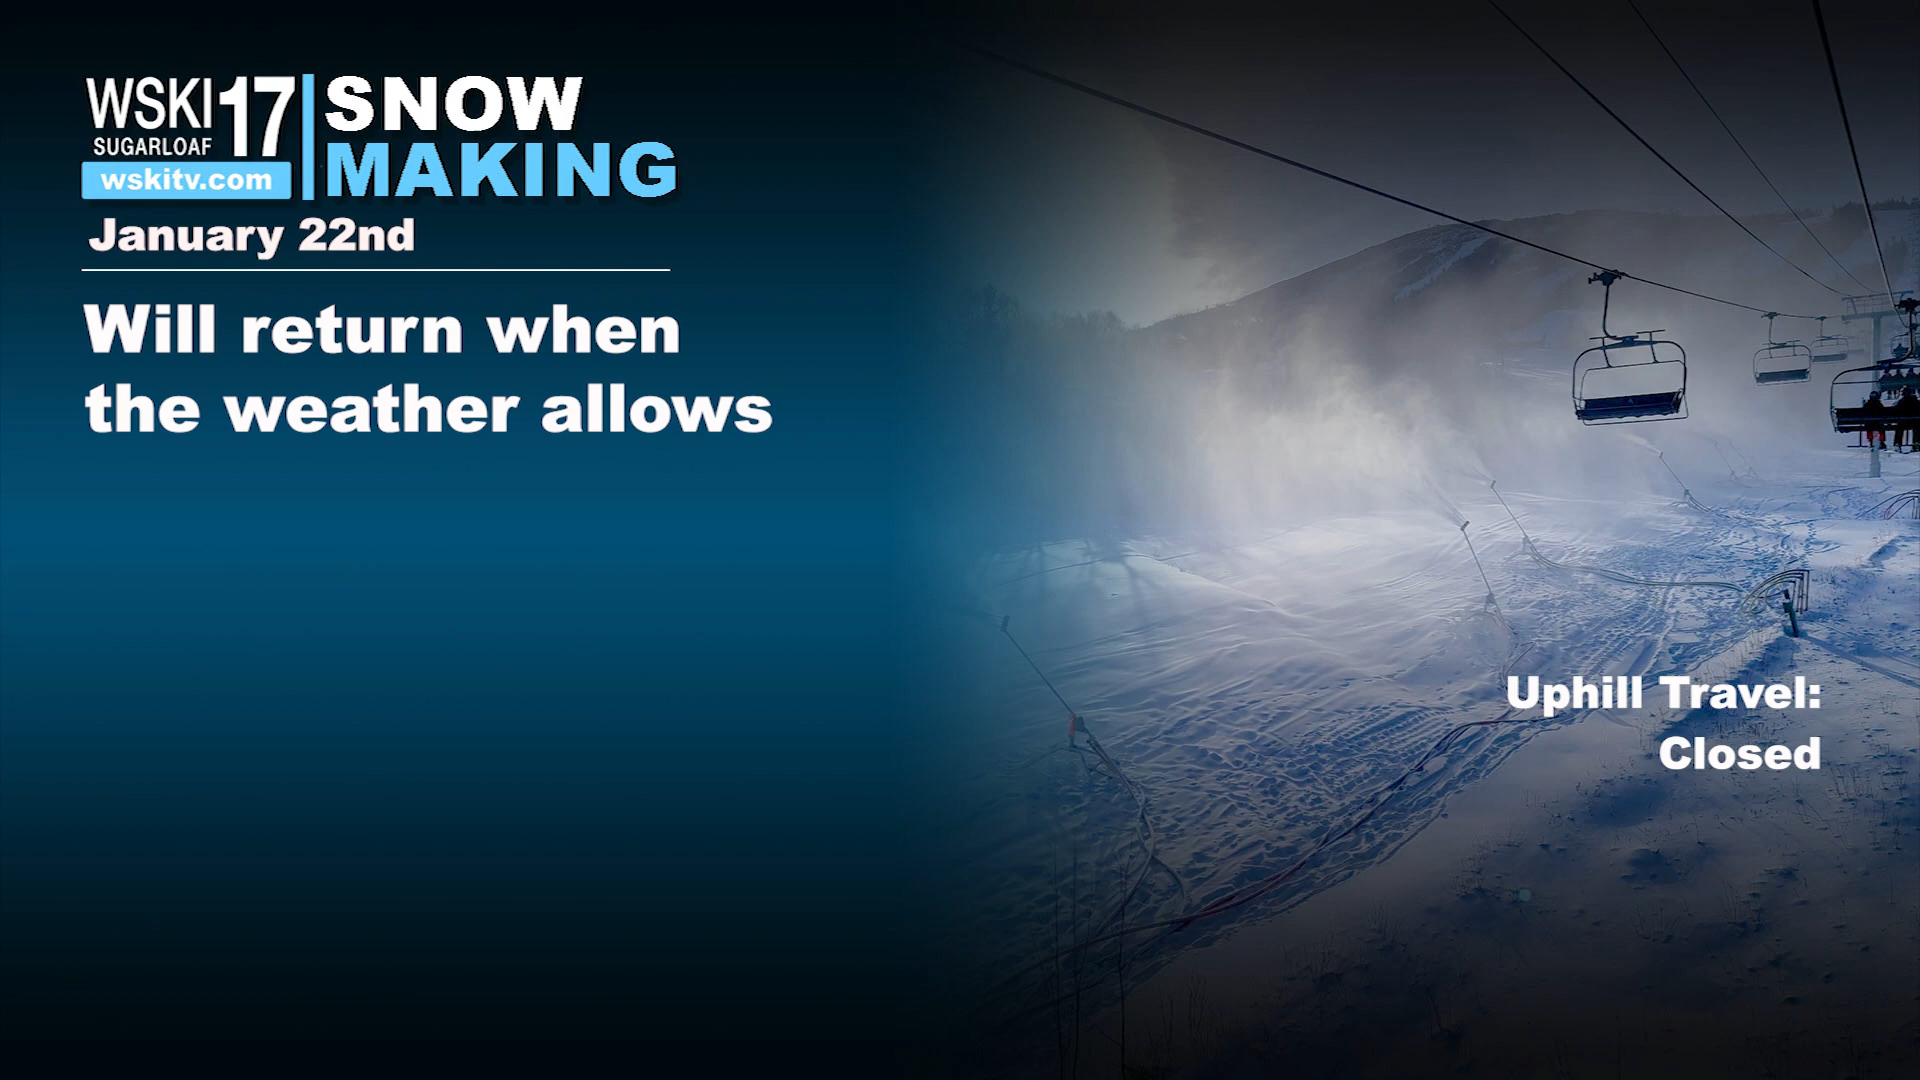 WSKI 17
SUGARLOAF
wskitv.com
SNOW
MAKING
January 22nd
Will return when
the weather allows
Uphill Travel:
Closed